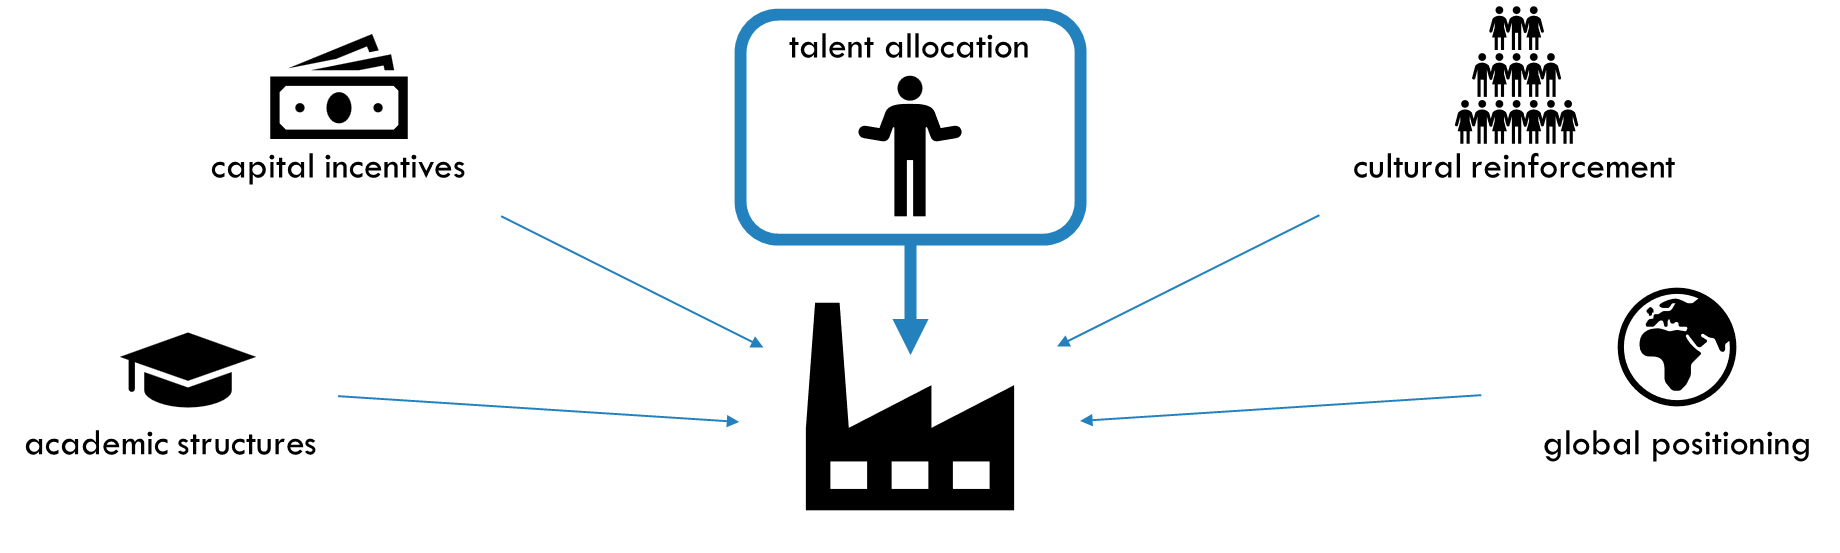 talent allocation
capital incentives
cultural reinforcement
academic structures
global positioning